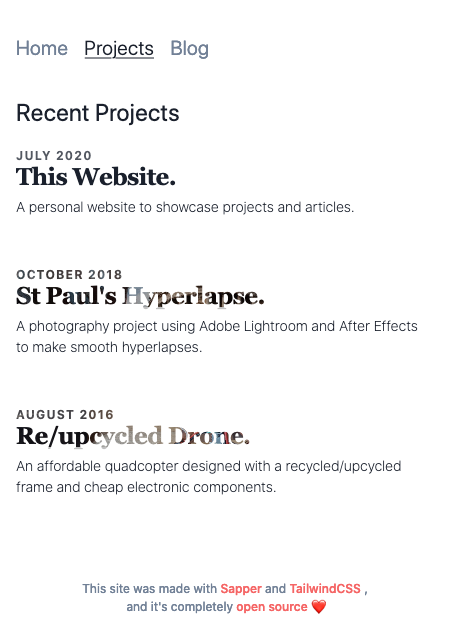 Home Projects Blog
Recent Projects
JULY 2020
This Website.
A personal website to showcase projects and articles.
OCTOBER 2018
St Paul's Hyperlapse.
A photography project using Adobe Lightroom and After Effects
to make smooth hyperlapses.
AUGUST 2016
Re/upcycled Drone.
An affordable quadcopter designed with a recycled/upcycled
frame and cheap electronic components.
This site was made with Sapper and TailwindCSS ,
and it's completely open source ❤️